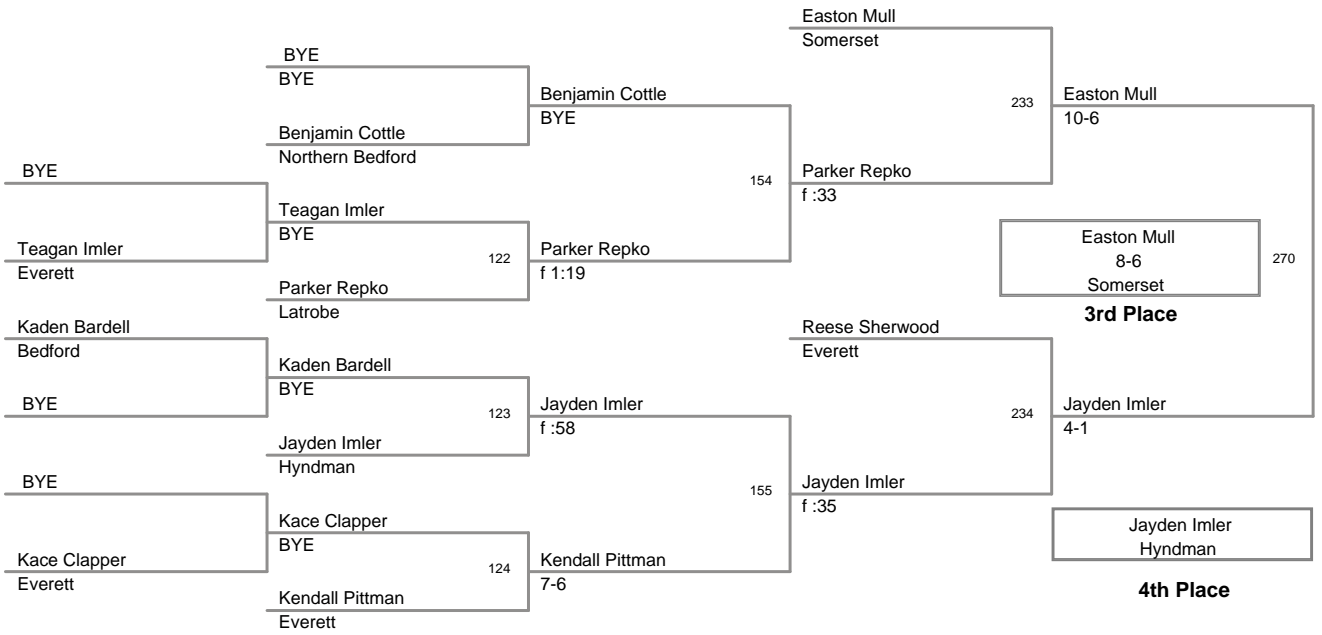 Easton Mull
Somerset
BYE
BYE
Benjamin Cottle
BYE
233
Easton Mull
10-6
Benjamin Cottle
Northern Bedford
BYE
154
Parker Repko
f :33
Teagan Imler
BYE
Teagan Imler
Everett
122
Parker Repko
f 1:19
Easton Mull
8-6
Somerset
270
3rd Place
Parker Repko
Latrobe
Kaden Bardell
Bedford
Reese Sherwood
Everett
Kaden Bardell
BYE
BYE
123
Jayden Imler
f :58
234
Jayden Imler
4-1
Jayden Imler
Hyndman
BYE
155
Jayden Imler
f :35
Kace Clapper
BYE
Jayden Imler
Hyndman
4th Place
Kace Clapper
Everett
124
Kendall Pittman
7-6
Kendall Pittman
Everett